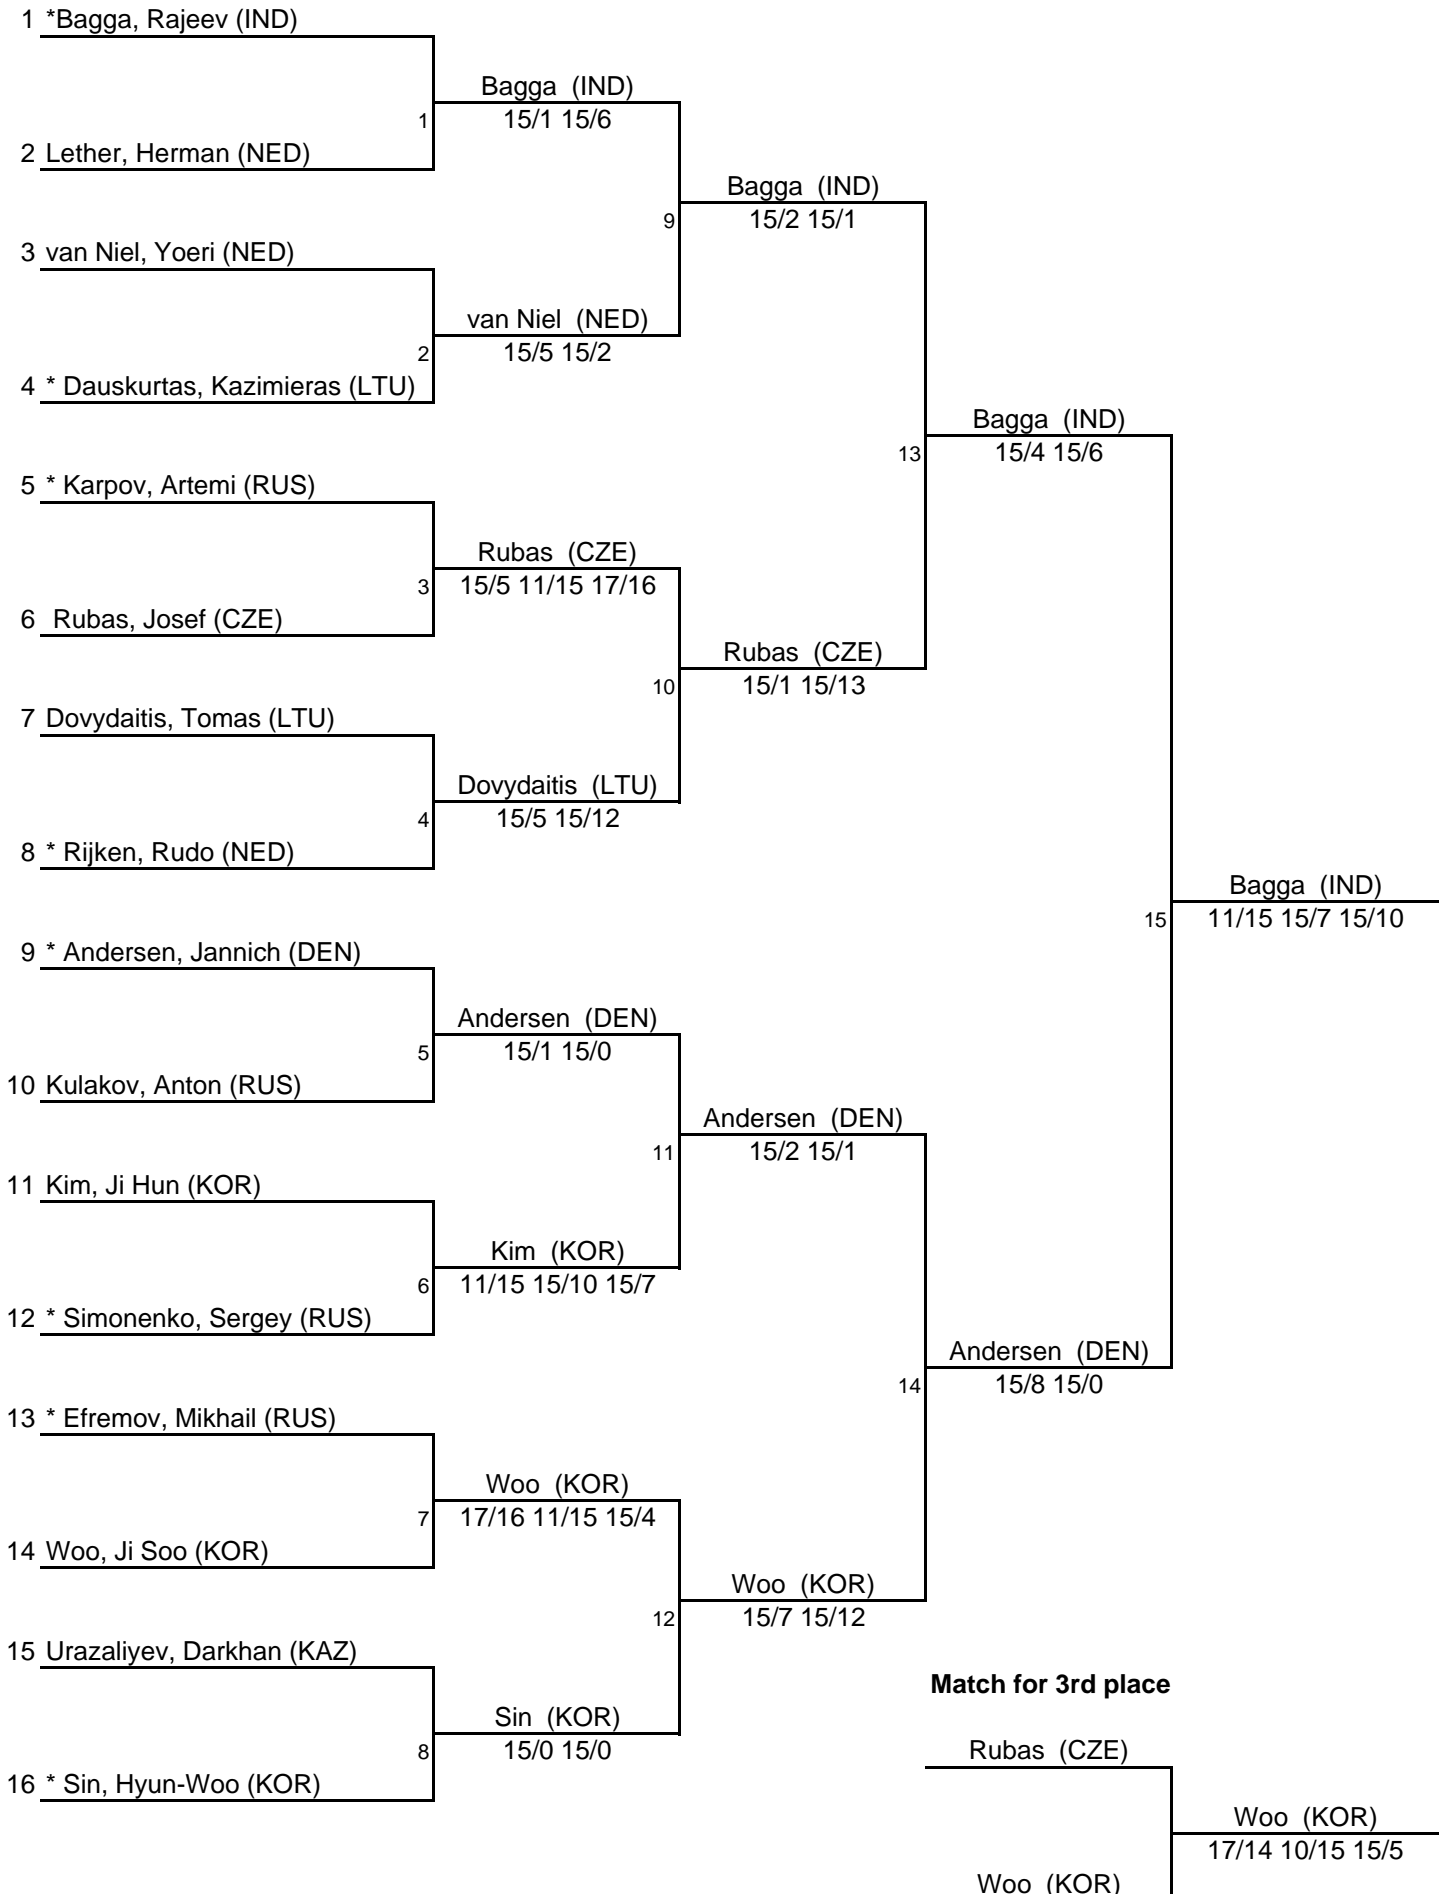 1 *Bagga, Rajeev (IND)
Bagga (IND)
1 15/1 15/6
2 Lether, Herman (NED)
Bagga (IND)
9 15/2 15/1
3 van Niel, Yoeri (NED)
van Niel (NED)
2 15/5 15/2
4 * Dauskurtas, Kazimieras (LTU)
Bagga (IND)
13 15/4 15/6
5 * Karpov, Artemi (RUS)
Rubas (CZE)
3 15/5 11/15 17/16
6 Rubas, Josef (CZE)
Rubas (CZE)
10 15/1 15/13
7 Dovydaitis, Tomas (LTU)
Dovydaitis (LTU)
4 15/5 15/12
8 * Rijken, Rudo (NED)
Bagga (IND)
15 11/15 15/7 15/10
9 * Andersen, Jannich (DEN)
Andersen (DEN)
5 15/1 15/0
10 Kulakov, Anton (RUS)
Andersen (DEN)
11 15/2 15/1
11 Kim, Ji Hun (KOR)
Kim (KOR)
6 11/15 15/10 15/7
12 * Simonenko, Sergey (RUS)
Andersen (DEN)
14 15/8 15/0
13 * Efremov, Mikhail (RUS)
Woo (KOR)
7 17/16 11/15 15/4
14 Woo, Ji Soo (KOR)
Woo (KOR)
12 15/7 15/12
15 Urazaliyev, Darkhan (KAZ)
Match for 3rd place
Sin (KOR)
8 15/0 15/0
Rubas (CZE)
16 * Sin, Hyun-Woo (KOR)
Woo (KOR)
17/14 10/15 15/5
Woo (KOR)